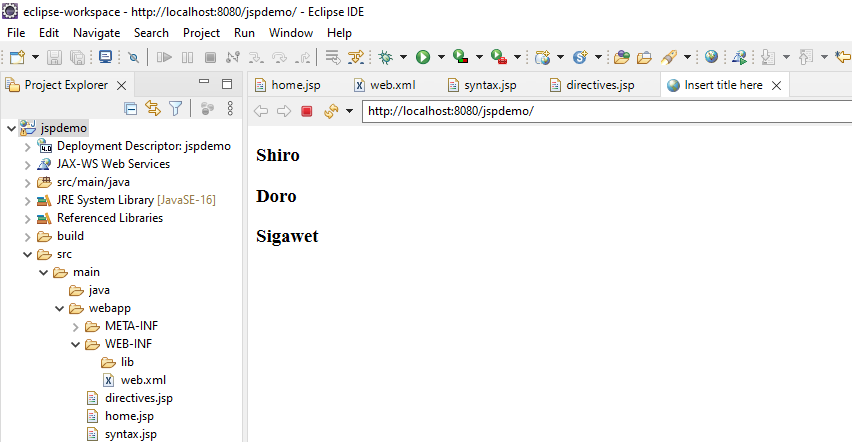 eclipse-workspace - http://localhost:8080/jspdemo/ - Eclipse IDE
File Edit Navigate Search Project Run Window Help
Project Explorer
home.jsp web.xml syntax.jsp directives.jsp Insert title here
http://localhost:8080/jspdemo/
jspdemo
4.0 Deployment Descriptor: jspdemo
JAX-WS Web Services
src/main/java
JRE System Library [JavaSE-16]
Referenced Libraries
build
src
main
java
webapp
META-INF
WEB-INF
lib
web.xml
directives.jsp
home.jsp
syntax.jsp
Shiro
Doro
Sigawet